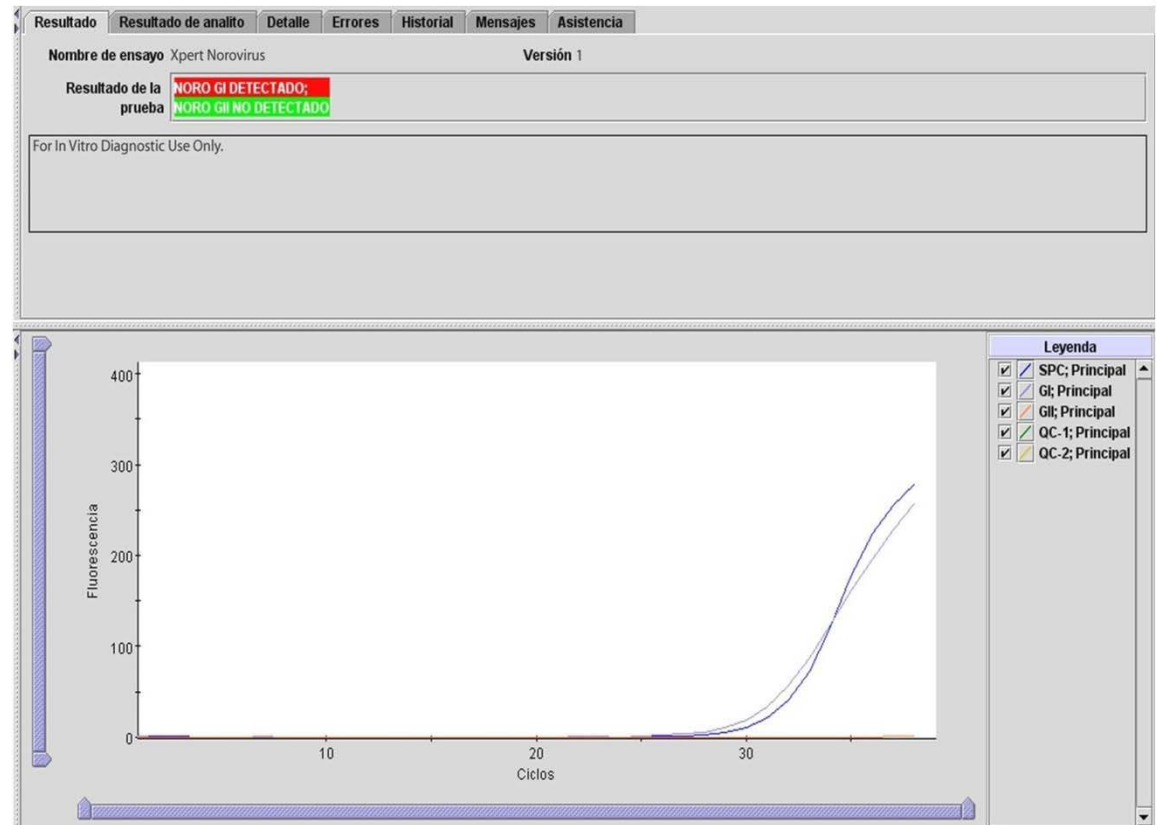 Resultado Resultado de analito Detalle Errores Historial Mensajes Asistencia
Nombre de ensayo Xpert Norovirus Versión 1
Resultado de la NORO GI DETECTADO;
prueba NORO GII NO DETECTADO
For In Vitro Diagnostic Use Only.
Leyenda
SPC; Principal
GI; Principal
GII; Principal
QC-1; Principal
QC-2; Principal
400
300
200
100
0
Fluorescencia
10 20 30
Ciclos